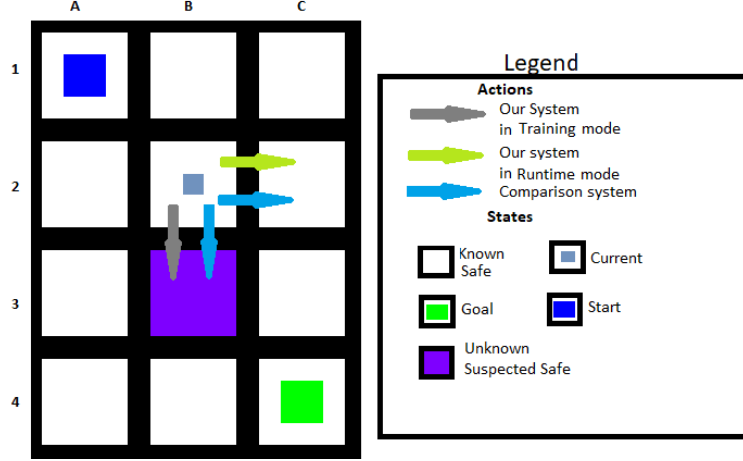 A B C
1
2
3
4
Legend
Actions
Our System
in Training mode
Our system
in Runtime mode
Comparison system
States
Known
Safe
Current
Goal
Start
Unknown
Suspected Safe